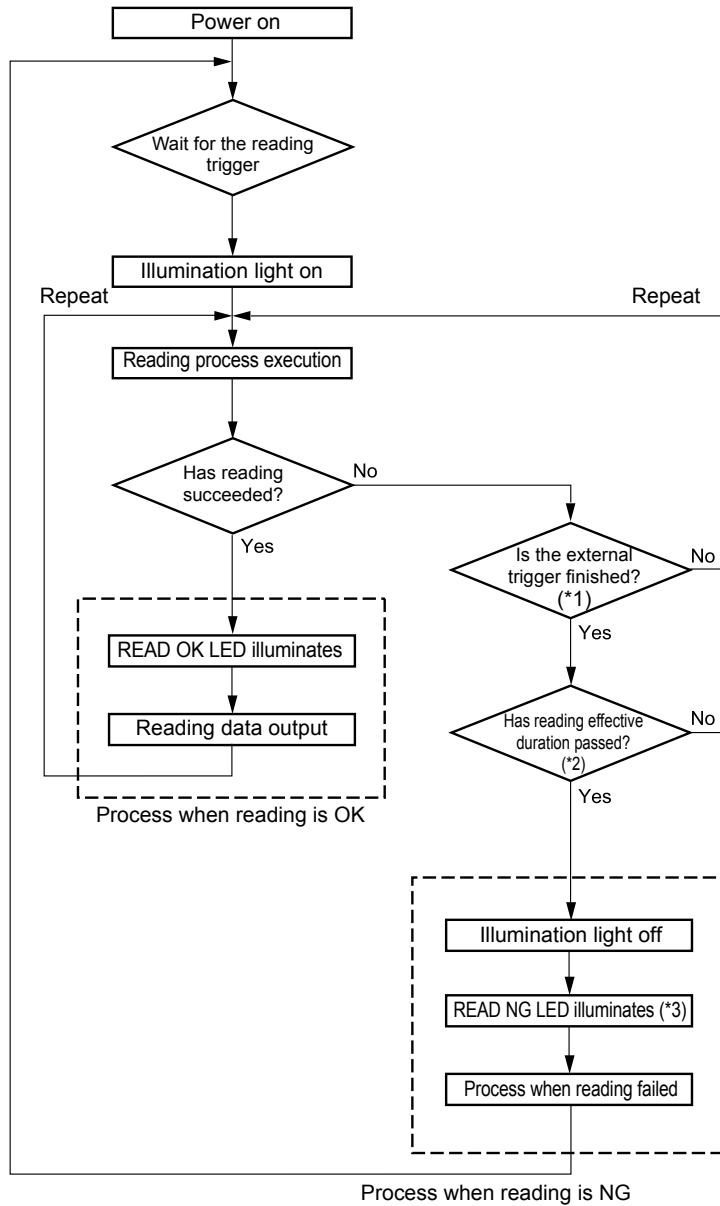 Power on
Wait for the reading
trigger
Illumination light on
Repeat
Repeat
Reading process execution
Has reading
succeeded?
No
Yes
Is the external
trigger finished?
(*1)
No
Yes
READ OK LED illuminates
Reading data output
Process when reading is OK
Has reading effective
duration passed?
(*2)
No
Yes
Illumination light off
READ NG LED illuminates (*3)
Process when reading failed
Process when reading is NG